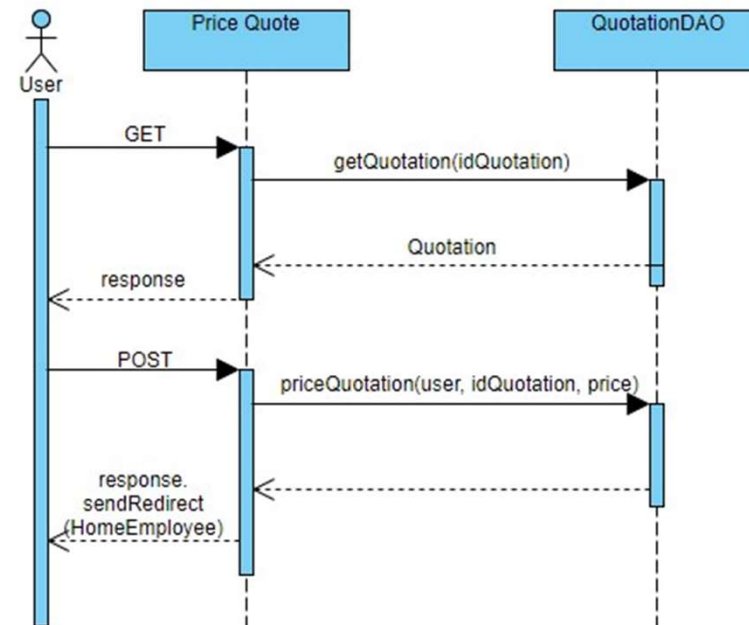 Price Quote
QuotationDAO
User
GET
getQuotation(idQuotation)
Quotation
response
POST
priceQuotation(user, idQuotation, price)
response.
sendRedirect
(HomeEmployee)